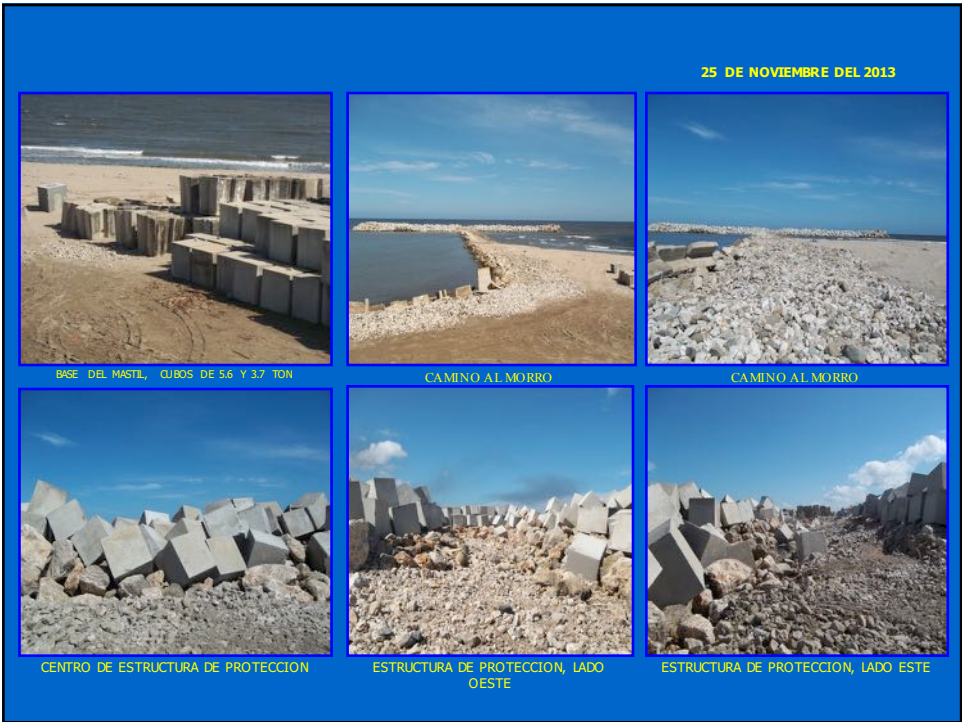 25 DE NOVIEMBRE DEL 2013
BASE DEL MASTIL, CUBOS DE 5.6 Y 3.7 TON
CAMINO AL MORRO
CAMINO AL MORRO
CENTRO DE ESTRUCTURA DE PROTECCION
ESTRUCTURA DE PROTECCION, LADO
OESTE
ESTRUCTURA DE PROTECCION, LADO ESTE